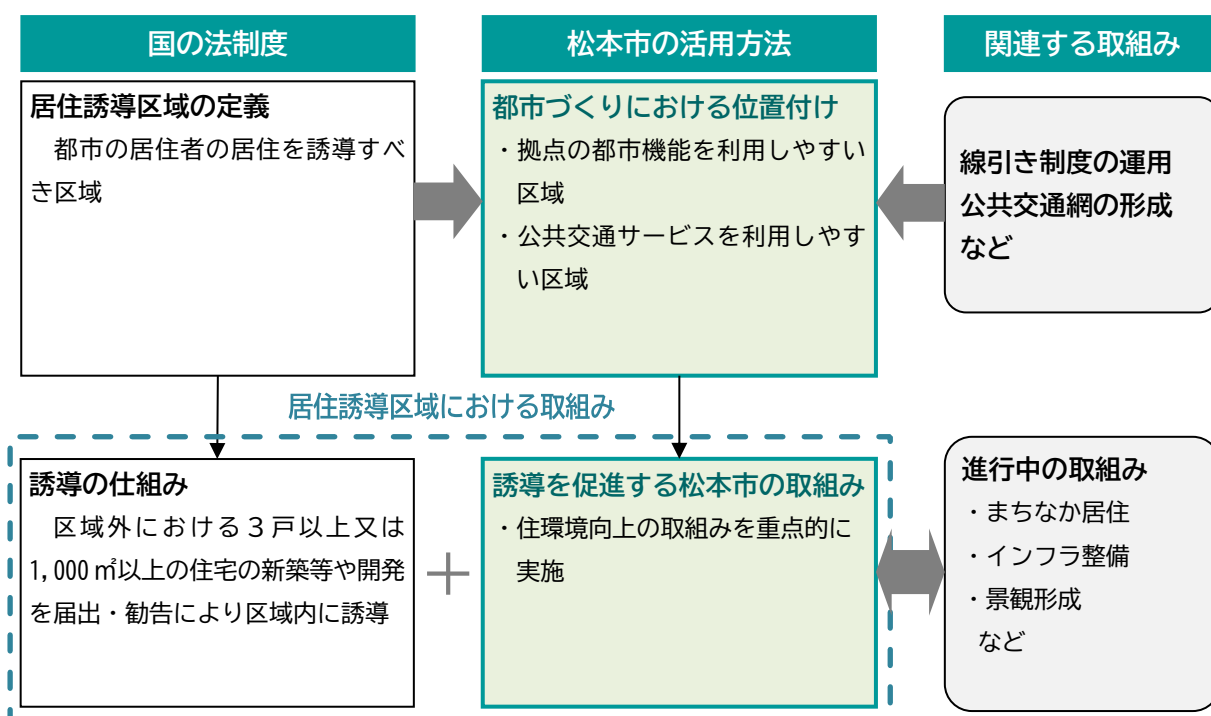 国の法制度
松本市の活用方法
関連する取組み
居住誘導区域の定義
都市の居住者の居住を誘導すべ
き区域
都市づくりにおける位置付け
・拠点の都市機能を利用しやすい
区域
・公共交通サービスを利用しやす
い区域
線引き制度の運用
公共交通網の形成
など
居住誘導区域における取組み
誘導の仕組み
区域外における３戸以上又は
1,000㎡以上の住宅の新築等や開発
を届出・勧告により区域内に誘導
＋
誘導を促進する松本市の取組み
・住環境向上の取組みを重点的に
実施
進行中の取組み
・まちなか居住
・インフラ整備
・景観形成
など